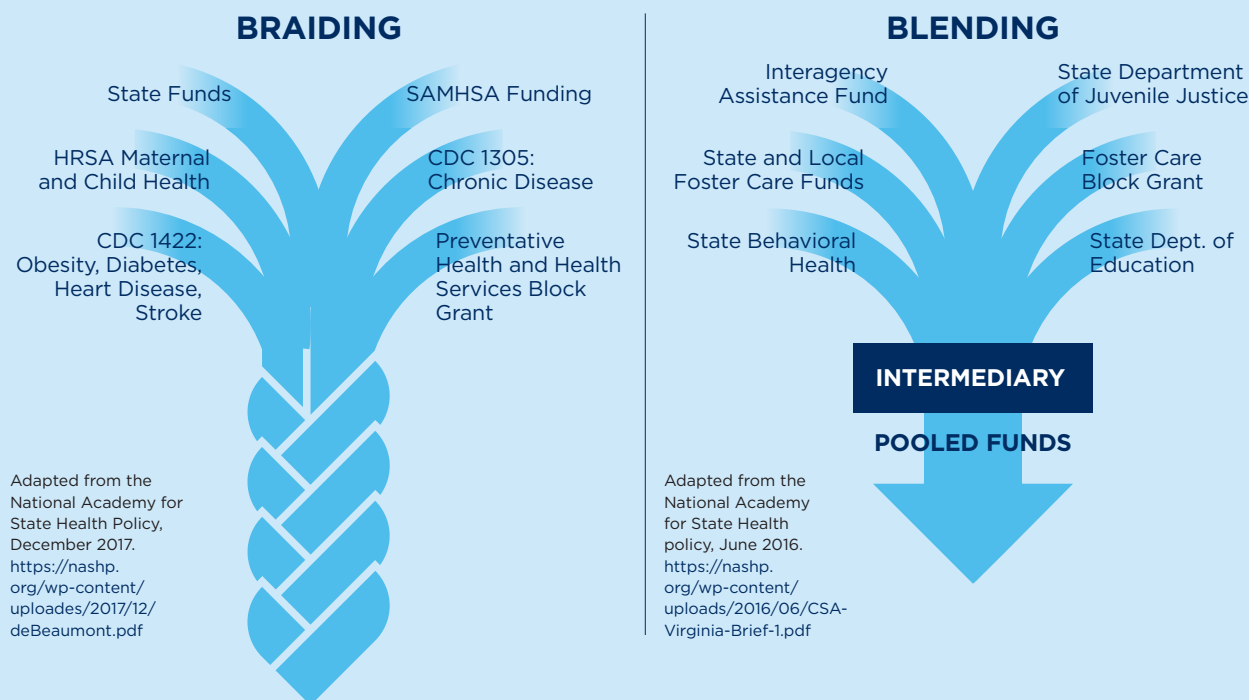 BRAIDING
State Funds
SAMHSA Funding
HRSA Maternal
and Child Health
CDC 1305:
Chronic Disease
CDC 1422:
Obesity, Diabetes,
Heart Disease,
Stroke
Preventative
Health and Health
Services Block
Grant
Adapted from the
National Academy for
State Health Policy,
December 2017.
https://nashp.
org/wp-content/
uploades/2017/12/
deBeaumont.pdf
BLENDING
Interagency
Assistance Fund
State Department
of Juvenile Justice
State and Local
Foster Care Funds
Foster Care
Block Grant
State Behavioral
Health
State Dept. of
Education
INTERMEDIARY
POOLED FUNDS
Adapted from the
National Academy
for State Health
policy, June 2016.
https://nashp.
org/wp-content/
uploads/2016/06/CSA-
Virginia-Brief-1.pdf